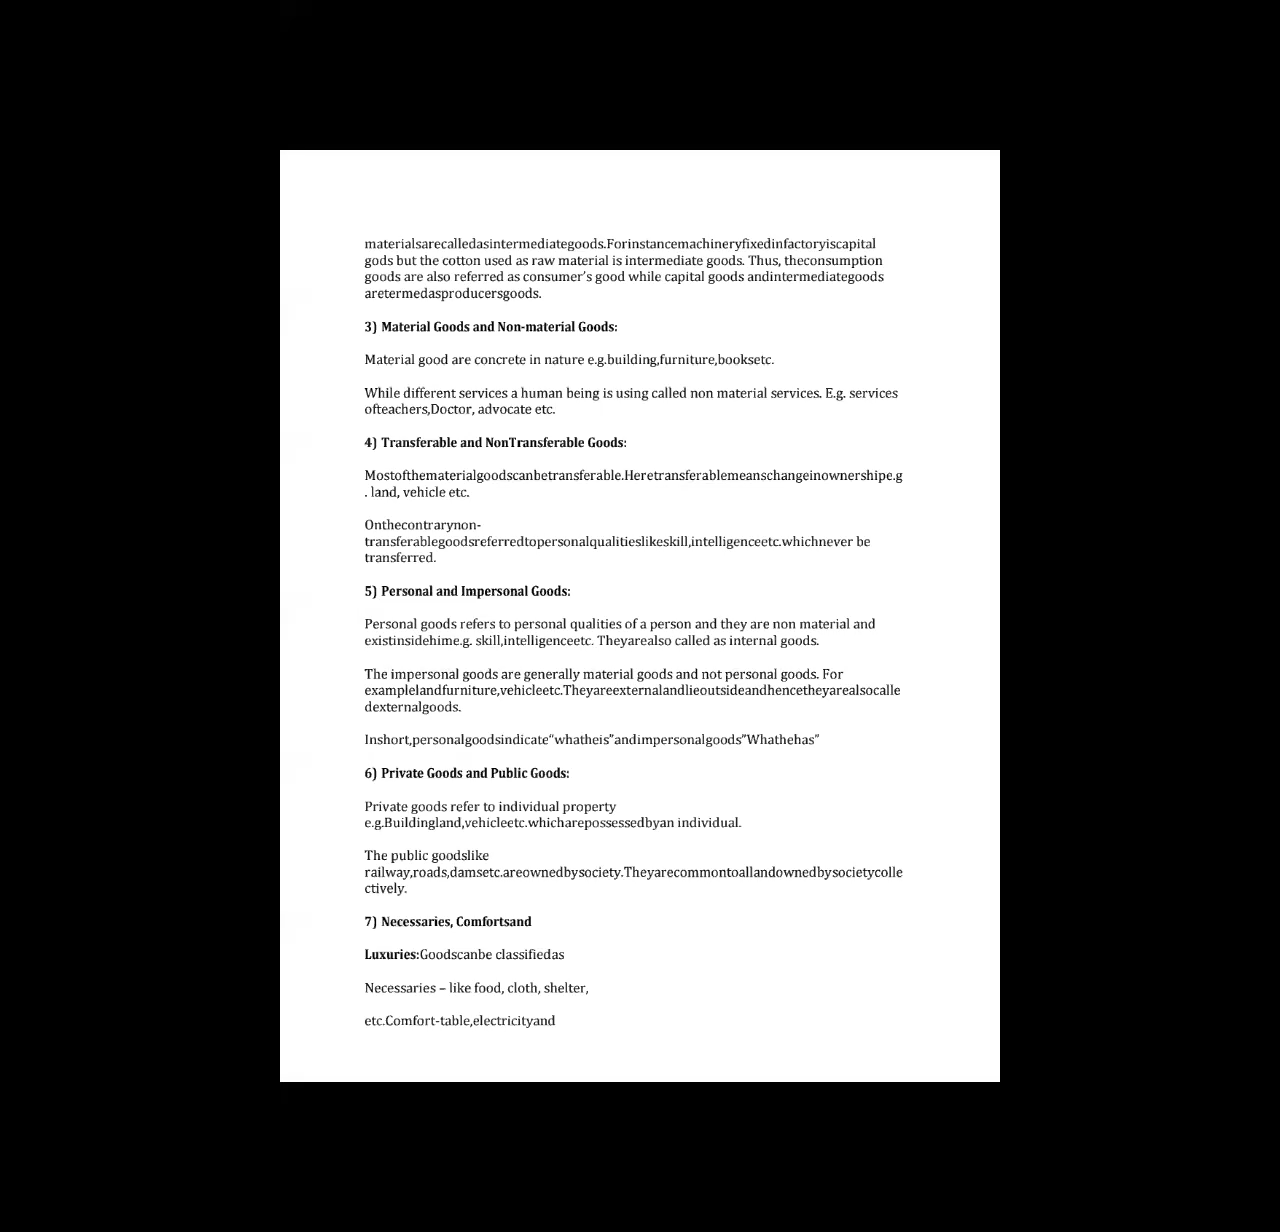 materialsarecalledasintermediategoods.Forinstancemachineryfixedinfactoryiscapital
gods but the cotton used as raw material is intermediate goods. Thus, theconsumption
goods are also referred as consumer’s good while capital goods andintermediategoods
aretermedasproducersgoods.
3) Material Goods and Non-material Goods:
Material good are concrete in nature e.g.building,furniture,booksetc.
While different services a human being is using called non material services. E.g. services
ofteachers,Doctor, advocate etc.
4) Transferable and NonTransferable Goods:
Mostofthematerialgoodscanbetransferable.Heretransferablemeanschangeinownershipe.g
. land, vehicle etc.
Onthecontrarynon-
transferablegoodsreferredtopersonalqualitieslikeskill,intelligenceetc.whichnever be
transferred.
5) Personal and Impersonal Goods:
Personal goods refers to personal qualities of a person and they are non material and
existinsidehime.g. skill,intelligenceetc. Theyarealso called as internal goods.
The impersonal goods are generally material goods and not personal goods. For
examplelandfurniture,vehicleetc.Theyareexternalandlieoutsideandhencetheyarealsocalle
dexternalgoods.
Inshort,personalgoodsindicate“whatheis”andimpersonalgoods”Whathehas”
6) Private Goods and Public Goods:
Private goods refer to individual property
e.g.Buildingland,vehicleetc.whicharepossessedbyan individual.
The public goodslike
railway,roads,damsetc.areownedbysociety.Theyarecommontoallandownedbysocietycolle
ctively.
7) Necessaries, Comfortsand
Luxuries:Goodscanbe classifiedas
Necessaries – like food, cloth, shelter,
etc.Comfort-table,electricityand